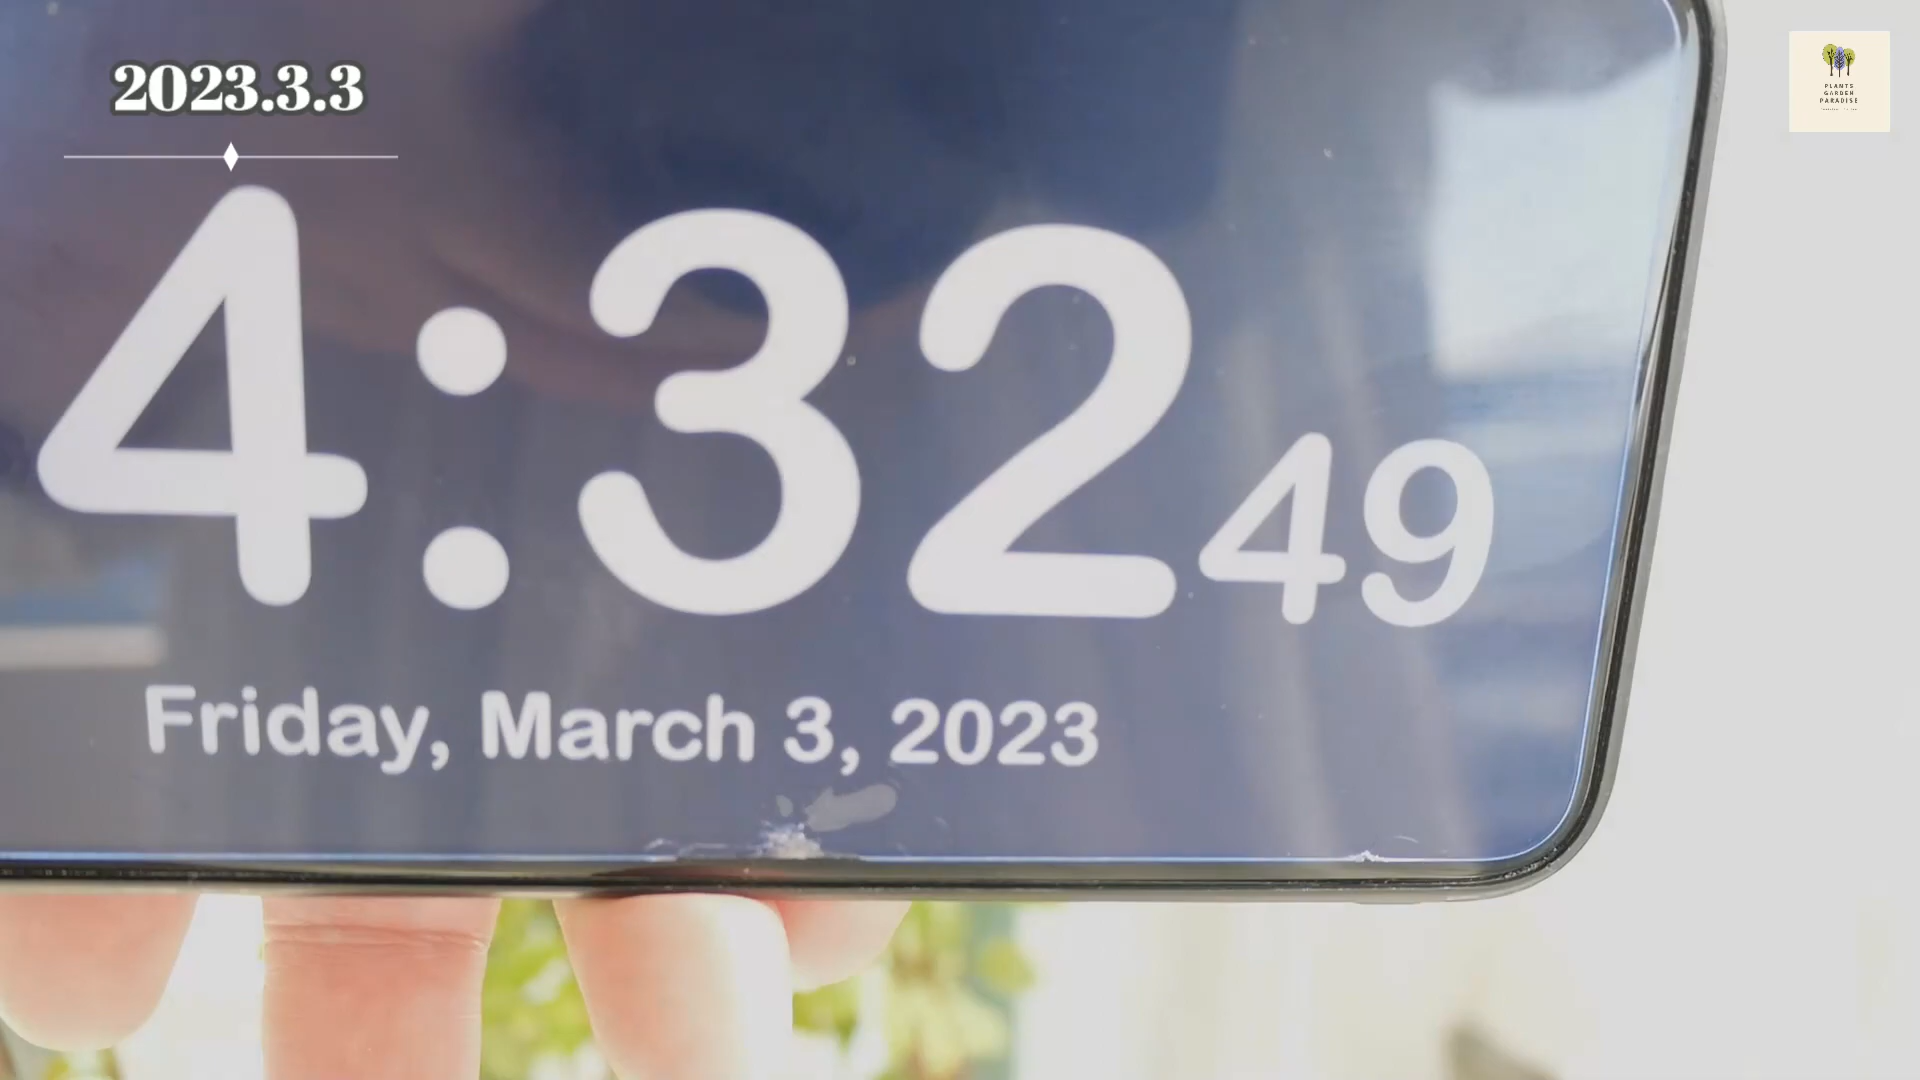 2023.3.3
PLANTS
GARDEN
PARADISE
4:32 49
Friday, March 3, 2023